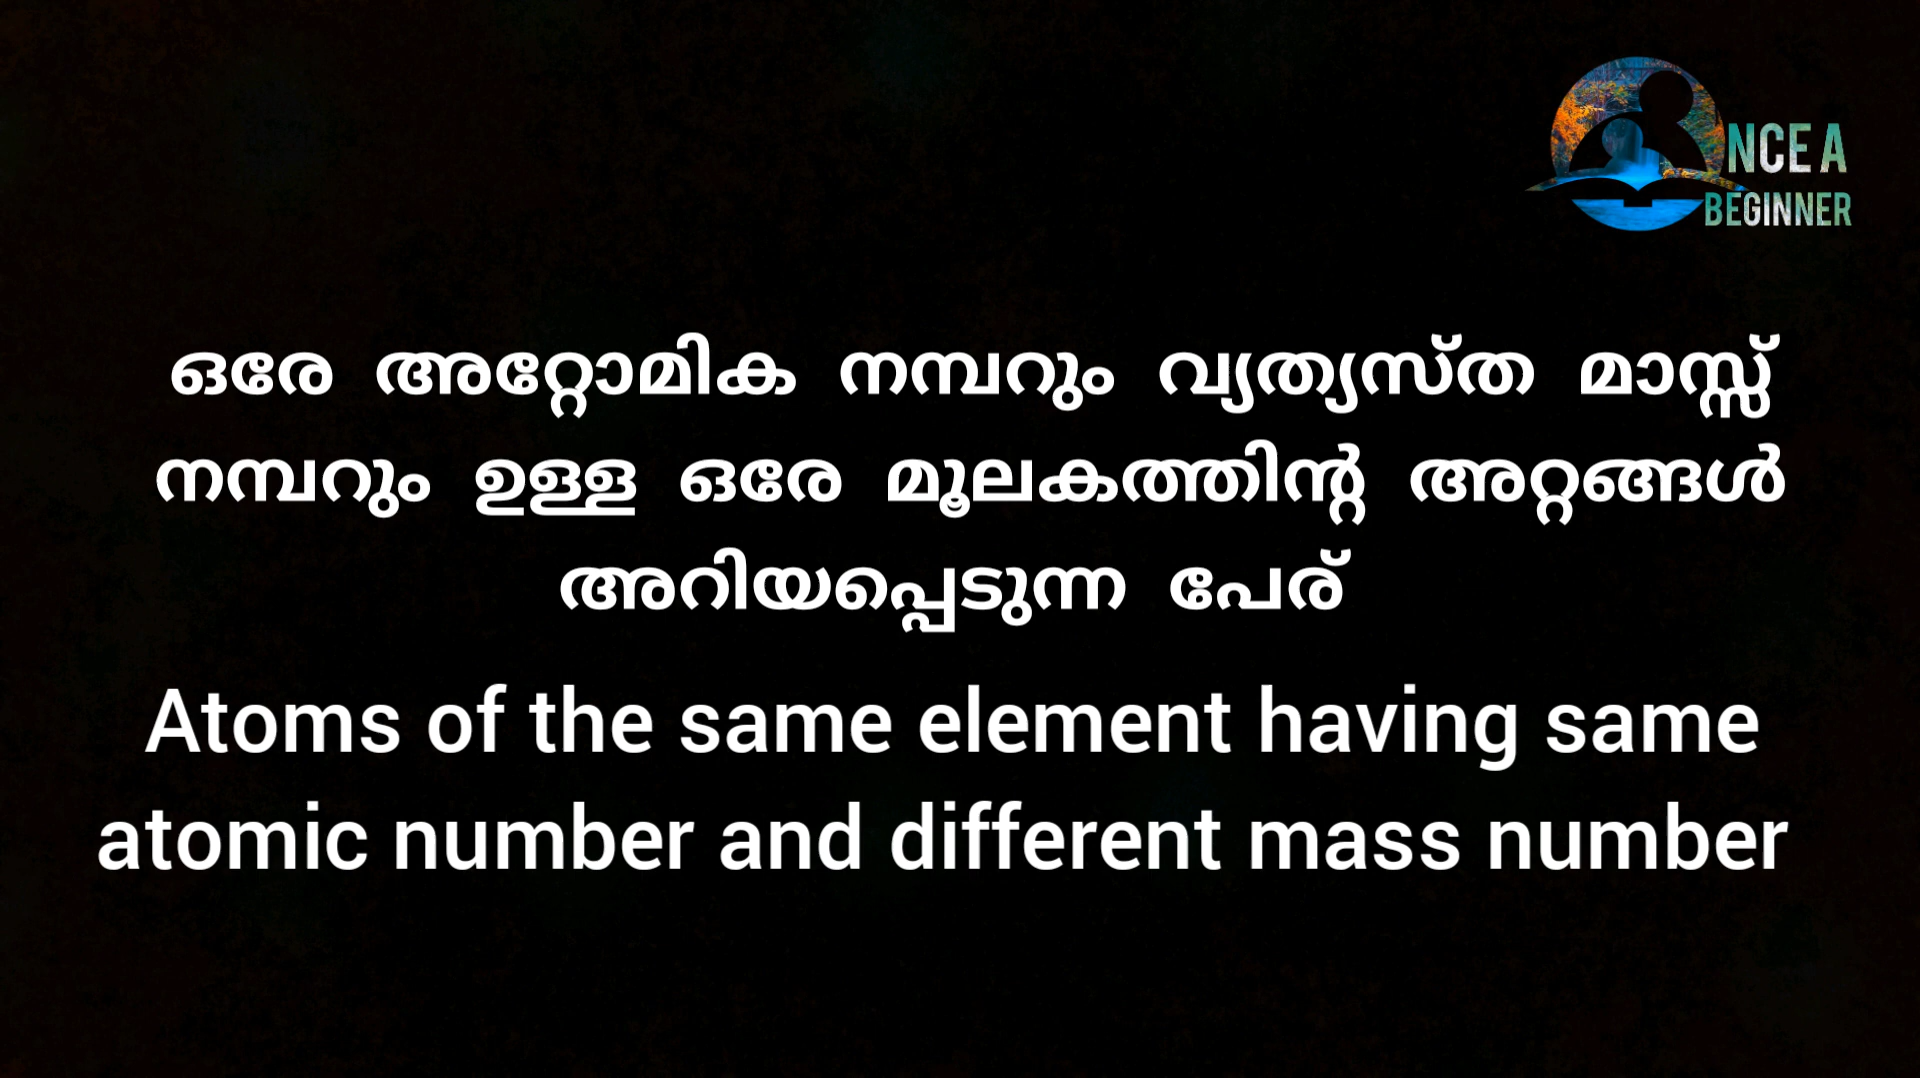 NCE A
BEGINNER
ഒരേ അറ്റോമിക നമ്പറും വ്യത്യസ്ത മാസ്സ്
നമ്പറും ഉള്ള ഒരേ മൂലകത്തിന്റ അറ്റങ്ങൾ
അറിയപ്പെടുന്ന പേര്
Atoms of the same element having same
atomic number and different mass number